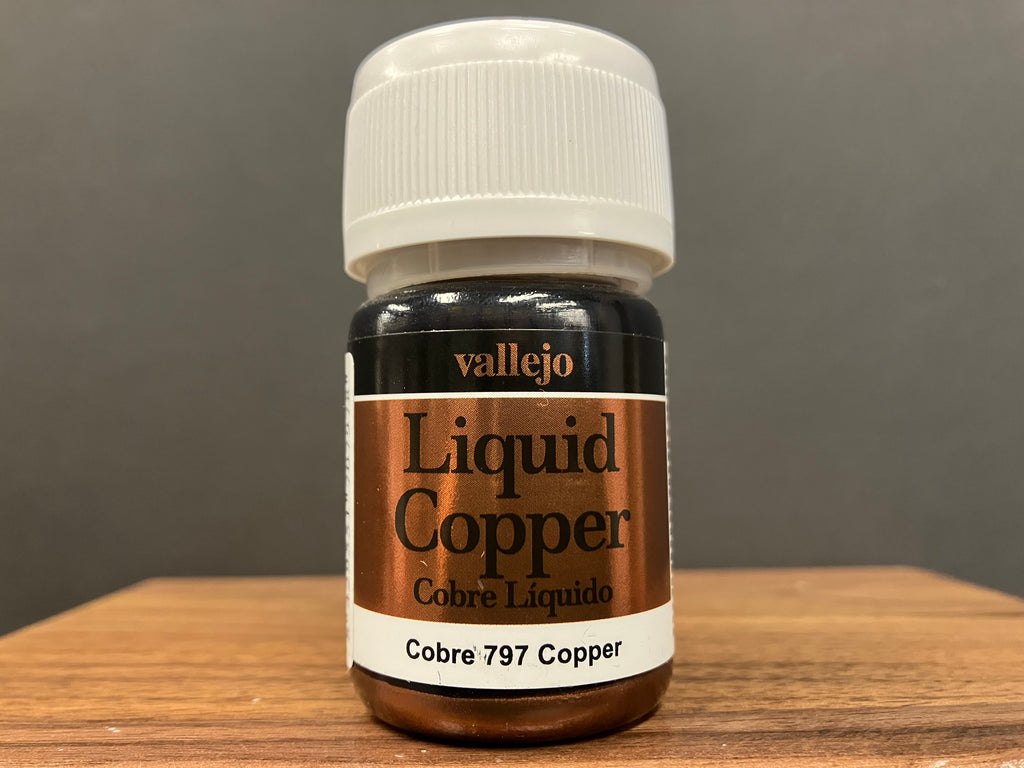 vallejo
Liquid
Copper
Cobre Líquido
Cobre 797 Copper